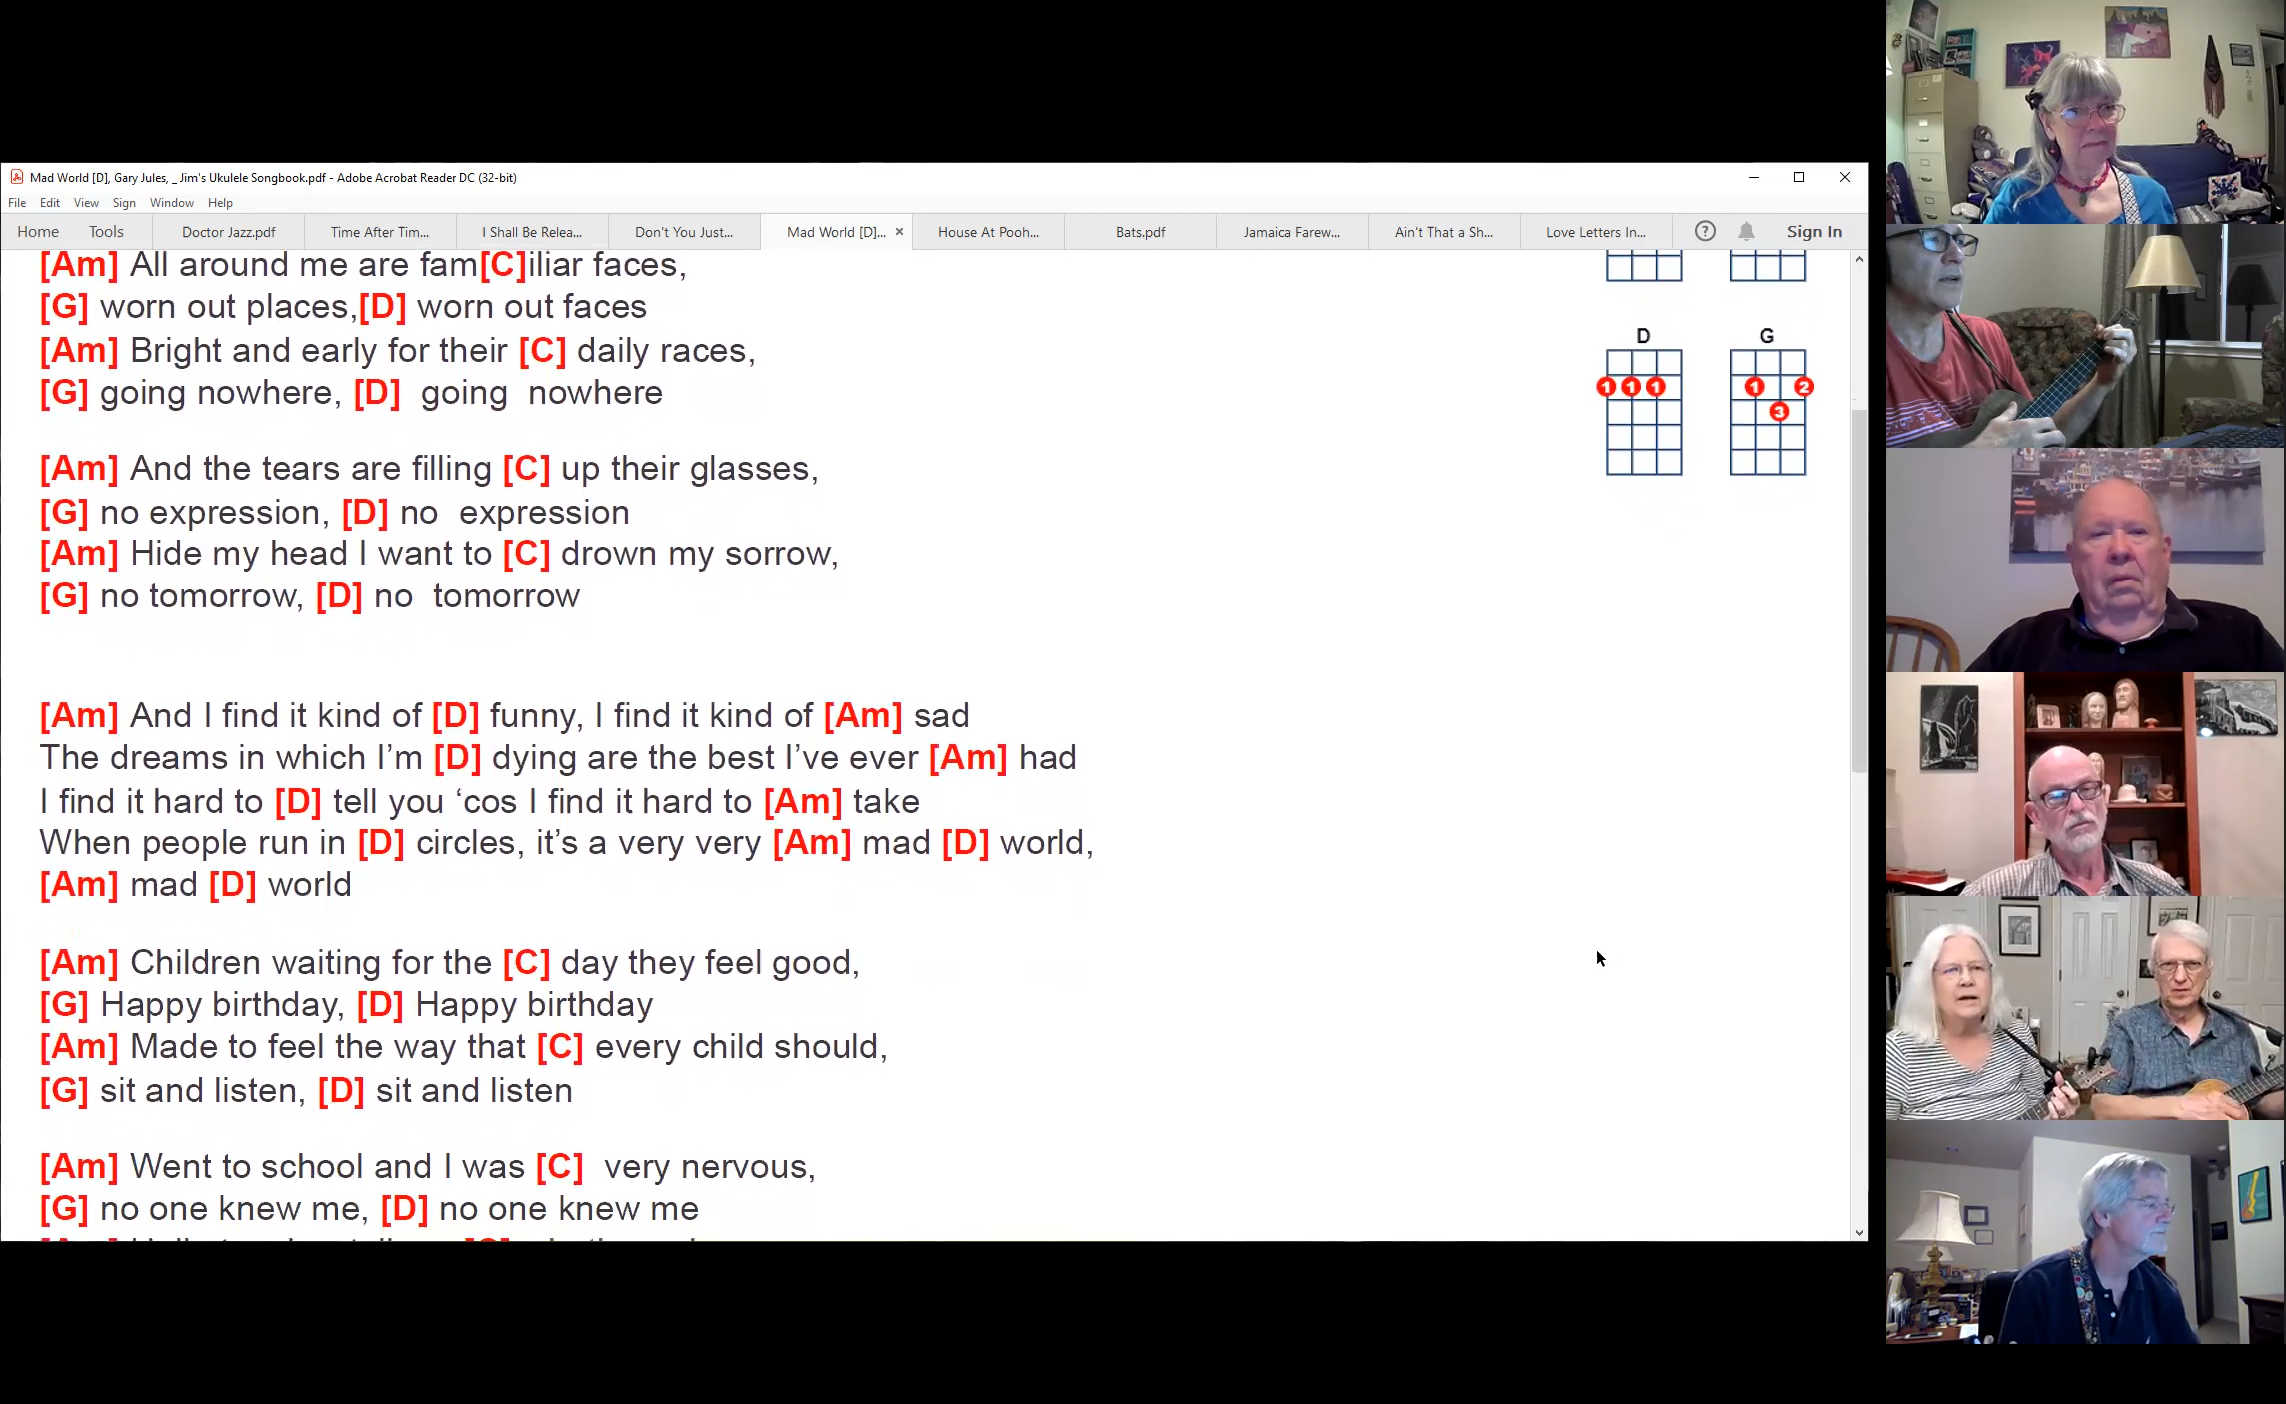 Mad World [D], Gary Jules, _ Jim's Ukulele Songbook.pdf - Adobe Acrobat Reader DC (32-bit)
File Edit View Sign Window Help
Home Tools Doctor Jazz.pdf Time After Tim... I Shall Be Relea... Don't You Just... Mad World [D]... House At Pooh... Bats.pdf Jamaica Farew... Ain't That a Sh... Love Letters In... Sign In
[Am] All around me are fam[C]iliar faces,
[G] worn out places,[D] worn out faces
[Am] Bright and early for their [C] daily races,
[G] going nowhere, [D] going nowhere
D G
1 1 1 1 2
3
[Am] And the tears are filling [C] up their glasses,
[G] no expression, [D] no expression
[Am] Hide my head I want to [C] drown my sorrow,
[G] no tomorrow, [D] no tomorrow
[Am] And I find it kind of [D] funny, I find it kind of [Am] sad
The dreams in which I'm [D] dying are the best I've ever [Am] had
I find it hard to [D] tell you ‘cos I find it hard to [Am] take
When people run in [D] circles, it's a very very [Am] mad [D] world,
[Am] mad [D] world
[Am] Children waiting for the [C] day they feel good,
[G] Happy birthday, [D] Happy birthday
[Am] Made to feel the way that [C] every child should,
[G] sit and listen, [D] sit and listen
[Am] Went to school and I was [C] very nervous,
[G] no one knew me, [D] no one knew me